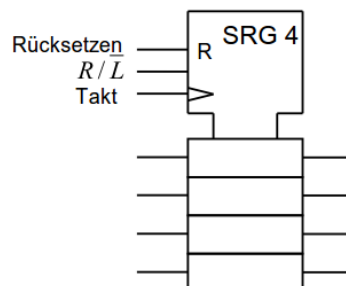 SRG 4
Rücksetzen
R
R / L̅
Takt